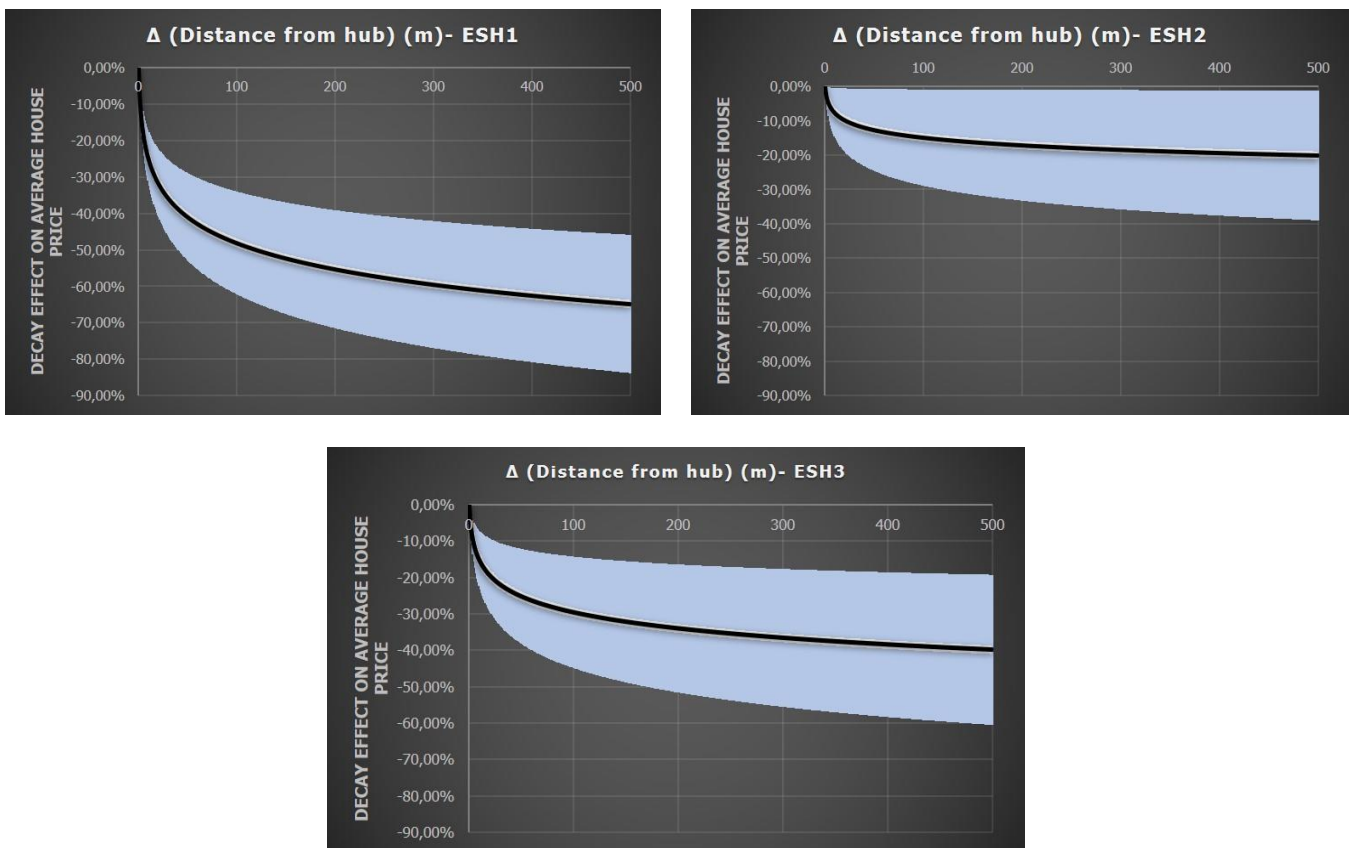 Δ (Distance from hub) (m)- ESH1
DECAY EFFECT ON AVERAGE HOUSE
PRICE
0,00%
-10,00%
-20,00%
-30,00%
-40,00%
-50,00%
-60,00%
-70,00%
-80,00%
-90,00%
0 100 200 300 400 500
Δ (Distance from hub) (m)- ESH2
DECAY EFFECT ON AVERAGE HOUSE
PRICE
0 100 200 300 400 500
0,00%
-10,00%
-20,00%
-30,00%
-40,00%
-50,00%
-60,00%
-70,00%
-80,00%
-90,00%
Δ (Distance from hub) (m)- ESH3
DECAY EFFECT ON AVERAGE HOUSE
PRICE
0,00%
-10,00%
-20,00%
-30,00%
-40,00%
-50,00%
-60,00%
-70,00%
-80,00%
-90,00%
0 100 200 300 400 500